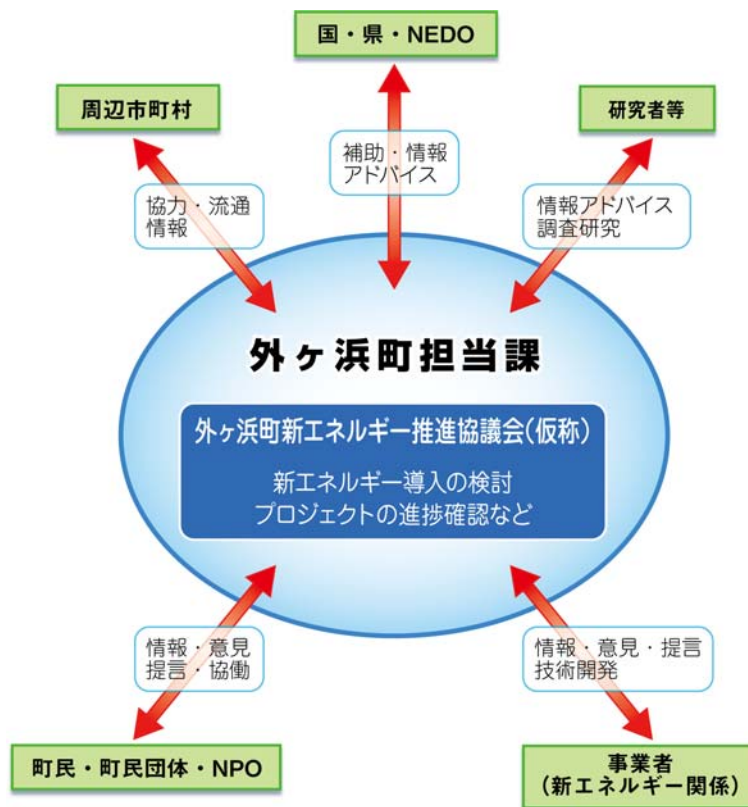 国・県・NEDO
周辺市町村
研究者等
補助・情報
アドバイス
協力・流通
情報
情報アドバイス
調査研究
外ヶ浜町担当課
外ヶ浜町新エネルギー推進協議会(仮称)
新エネルギー導入の検討
プロジェクトの進捗確認など
情報・意見
提言・協働
情報・意見・提言
技術開発
町民・町民団体・NPO
事業者
(新エネルギー関係)